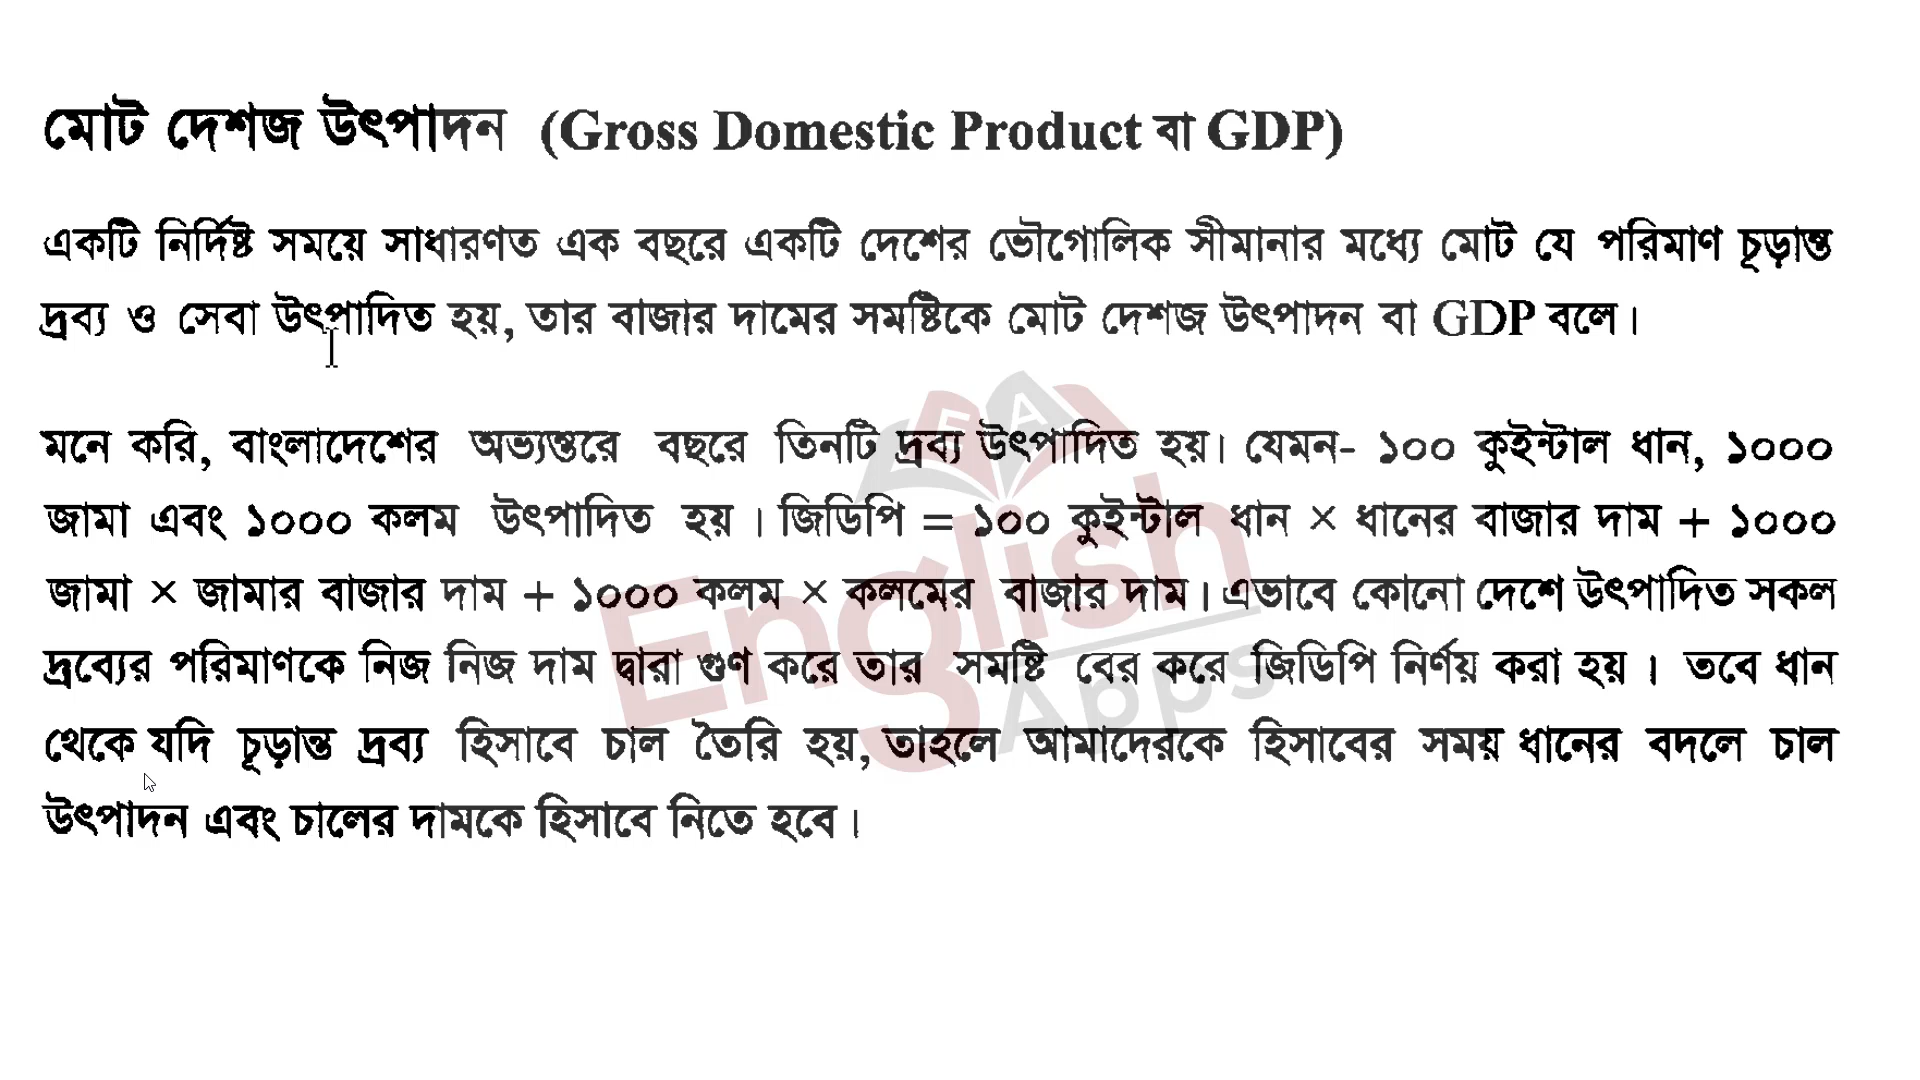 মোট দেশজ উৎপাদন (Gross Domestic Product বা GDP)
একটি নির্দিষ্ট সময়ে সাধারণত এক বছরে একটি দেশের ভৌগোলিক সীমানার মধ্যে মোট যে পরিমাণ চূড়ান্ত
দ্রব্য ও সেবা উৎপাদিত হয়, তার বাজার দামের সমষ্টিকে মোট দেশজ উৎপাদন বা GDP বলে।
মনে করি, বাংলাদেশের অভ্যন্তরে বছরে তিনটি দ্রব্য উৎপাদিত হয়। যেমন- ১০০ কুইন্টাল ধান, ১০০০
জামা এবং ১০০০ কলম উৎপাদিত হয় । জিডিপি = ১০০ কুইন্টাল ধান × ধানের বাজার দাম + ১০০০
জামা × জামার বাজার দাম + ১০০০ কলম × কলমের বাজার দাম। এভাবে কোনো দেশে উৎপাদিত সকল
দ্রব্যের পরিমাণকে নিজ নিজ দাম দ্বারা গুণ করে তার সমষ্টি বের করে জিডিপি নির্ণয় করা হয় । তবে ধান
থেকে যদি চূড়ান্ত দ্রব্য হিসাবে চাল তৈরি হয়, তাহলে আমাদেরকে হিসাবের সময় ধানের বদলে চাল
উৎপাদন এবং চালের দামকে হিসাবে নিতে হবে।
EA
English
Apps